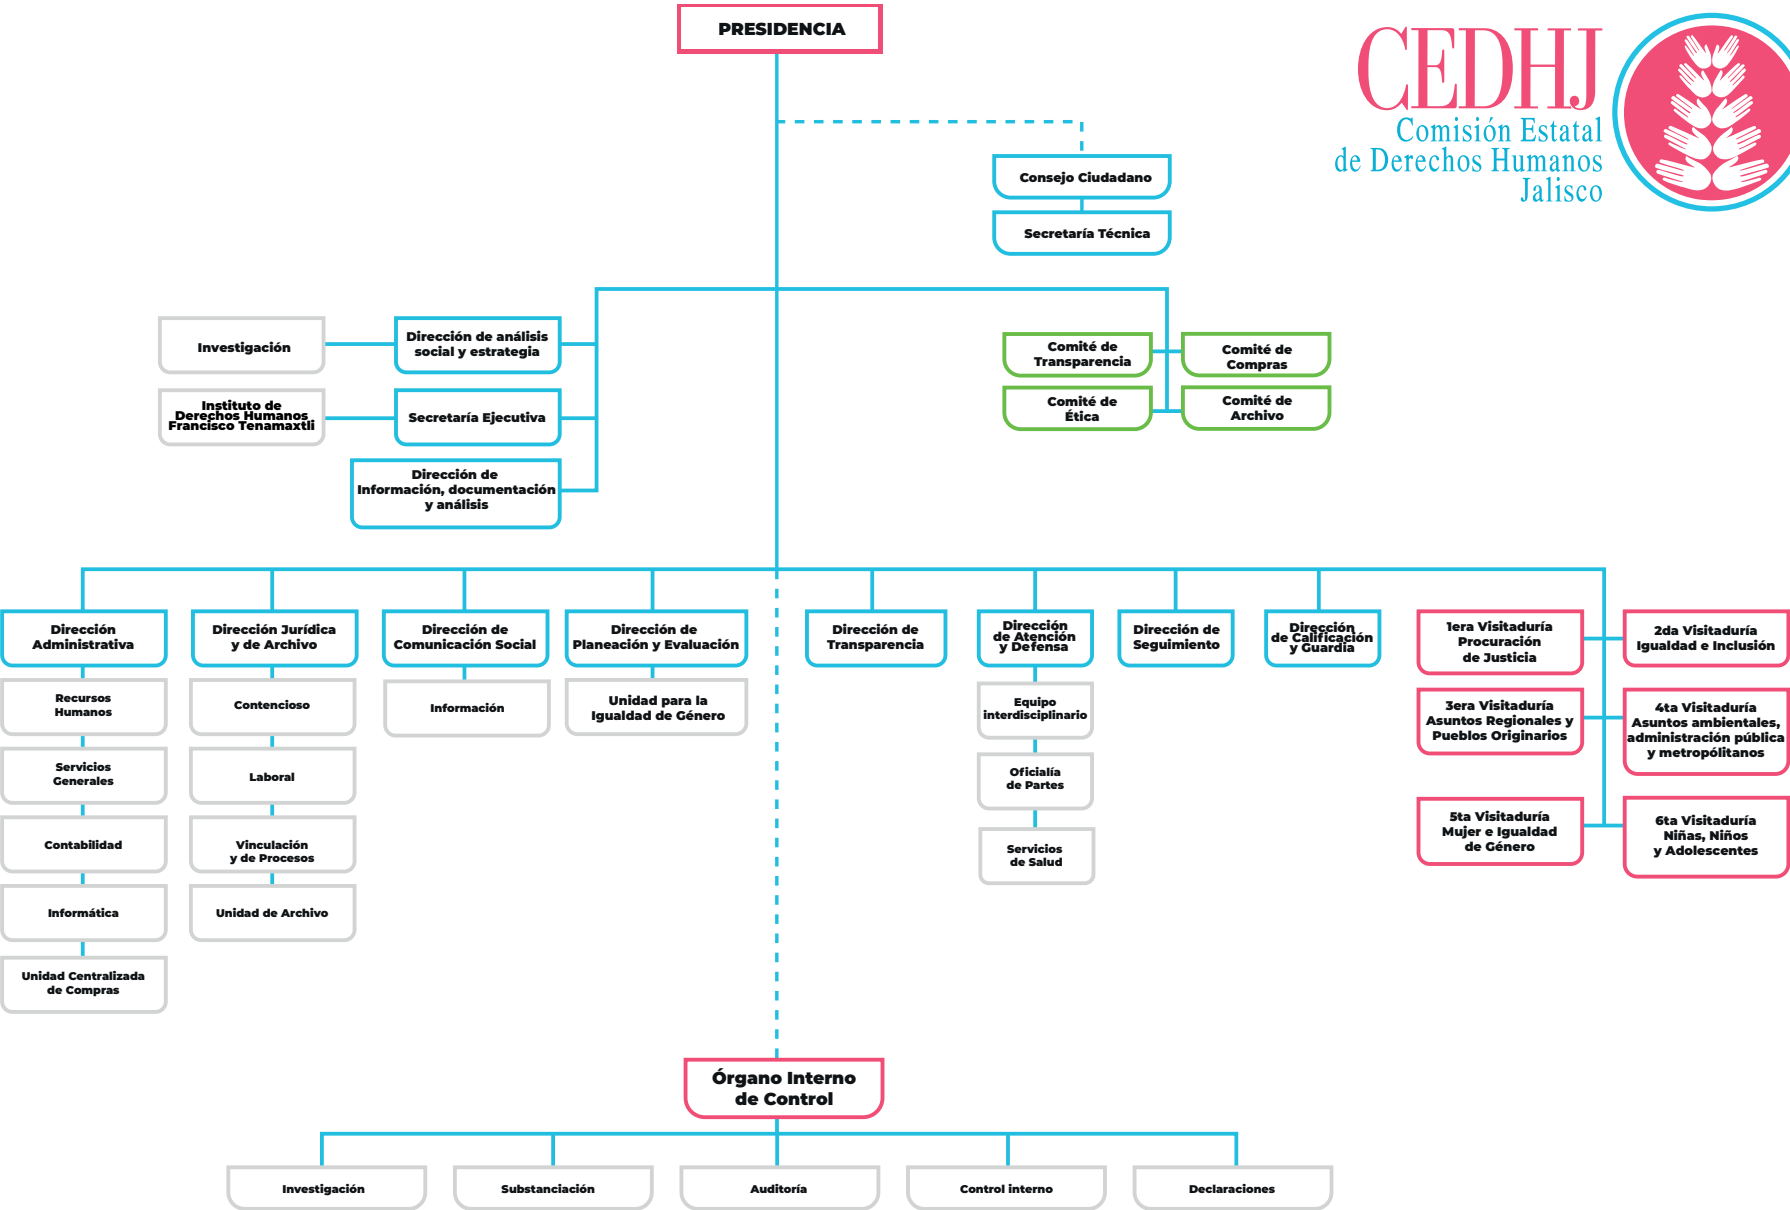 PRESIDENCIA
CEDHJ
Comisión Estatal
de Derechos Humanos
Jalisco
Consejo Ciudadano
Secretaría Técnica
Investigación
Dirección de análisis
social y estrategia
Instituto de
Derechos Humanos
Francisco Tenamaxtli
Secretaría Ejecutiva
Dirección de
Información, documentación
y análisis
Comité de
Transparencia
Comité de
Compras
Comité de
Ética
Comité de
Archivo
Dirección
Administrativa
Recursos
Humanos
Servicios
Generales
Contabilidad
Informática
Unidad Centralizada
de Compras
Dirección Jurídica
y de Archivo
Contencioso
Laboral
Vinculación
y de Procesos
Unidad de Archivo
Dirección de
Comunicación Social
Información
Dirección de
Planeación y Evaluación
Unidad para la
Igualdad de Género
Dirección de
Transparencia
Dirección
de Atención
y Defensa
Equipo
interdisciplinario
Oficialía
de Partes
Servicios
de Salud
Dirección de
Seguimiento
Dirección
de Calificación
y Guardia
1era Visitaduría
Procuración
de Justicia
2da Visitaduría
Igualdad e Inclusión
3era Visitaduría
Asuntos Regionales y
Pueblos Originarios
4ta Visitaduría
Asuntos ambientales,
administración pública
y metropólitanos
5ta Visitaduría
Mujer e Igualdad
de Género
6ta Visitaduría
Niñas, Niños
y Adolescentes
Órgano Interno
de Control
Investigación
Substanciación
Auditoría
Control interno
Declaraciones